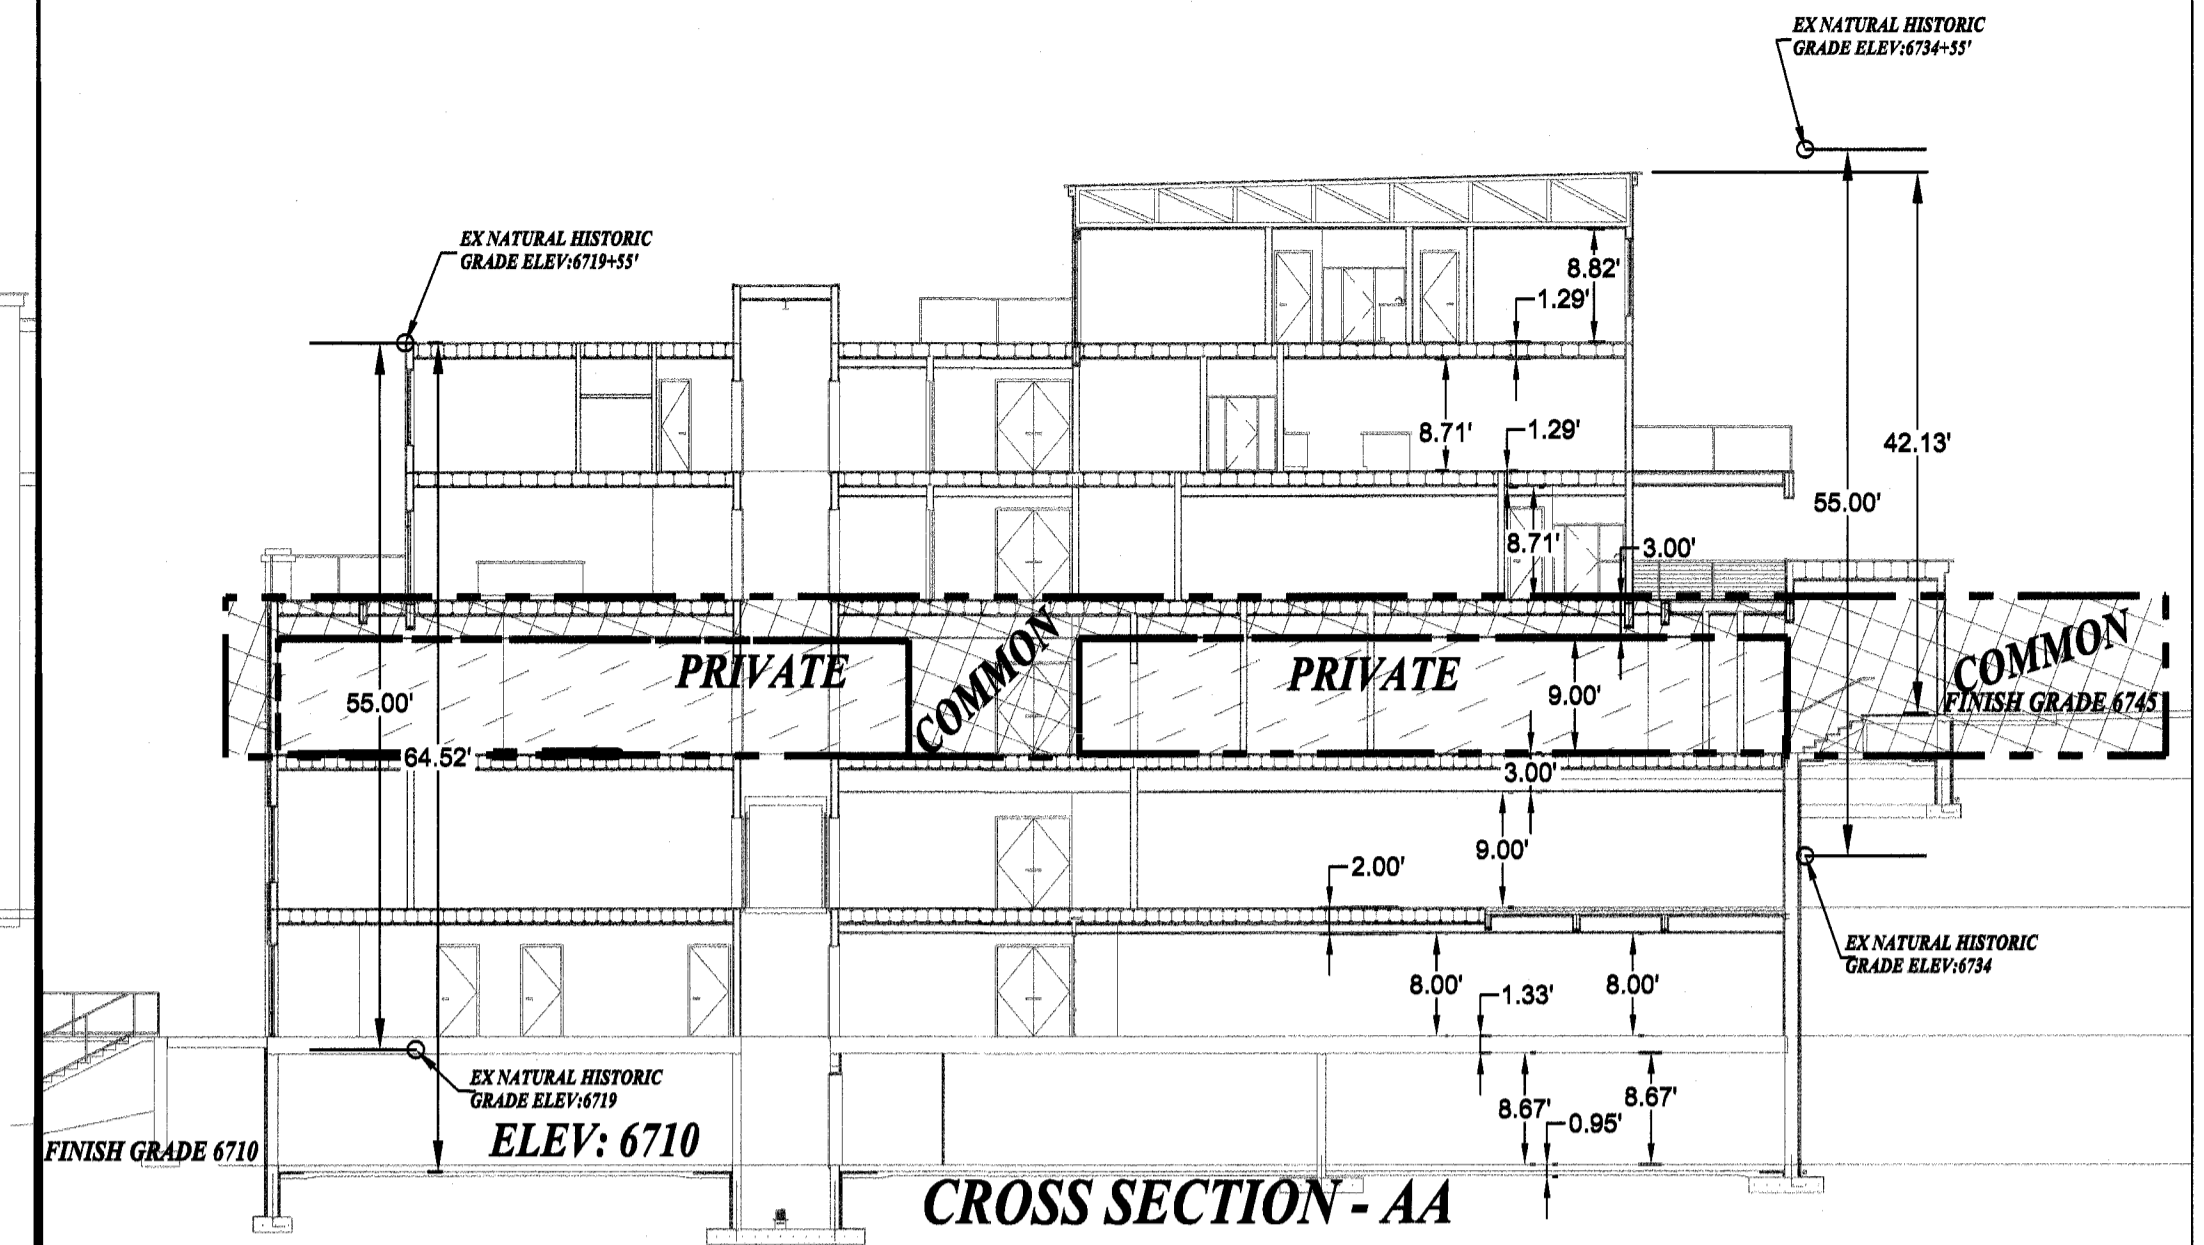 EX NATURAL HISTORIC
GRADE ELEV:6734+55'
EX NATURAL HISTORIC
GRADE ELEV:6719+55'
8.82'
1.29'
8.71'
1.29'
42.13'
55.00'
8.71'
3.00'
COMMON
PRIVATE
COMMON
PRIVATE
FINISH GRADE 6745
9.00'
55.00'
64.52'
3.00'
9.00'
2.00'
EX NATURAL HISTORIC
GRADE ELEV:6734
8.00'
1.33'
8.00'
EX NATURAL HISTORIC
GRADE ELEV:6719
8.67'
8.67'
0.95'
FINISH GRADE 6710
ELEV: 6710
CROSS SECTION - AA